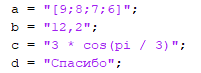 a = "[9;8;7;6]";
b = "12,2";
c = "3 * cos(pi / 3)";
d = "Спасибо";